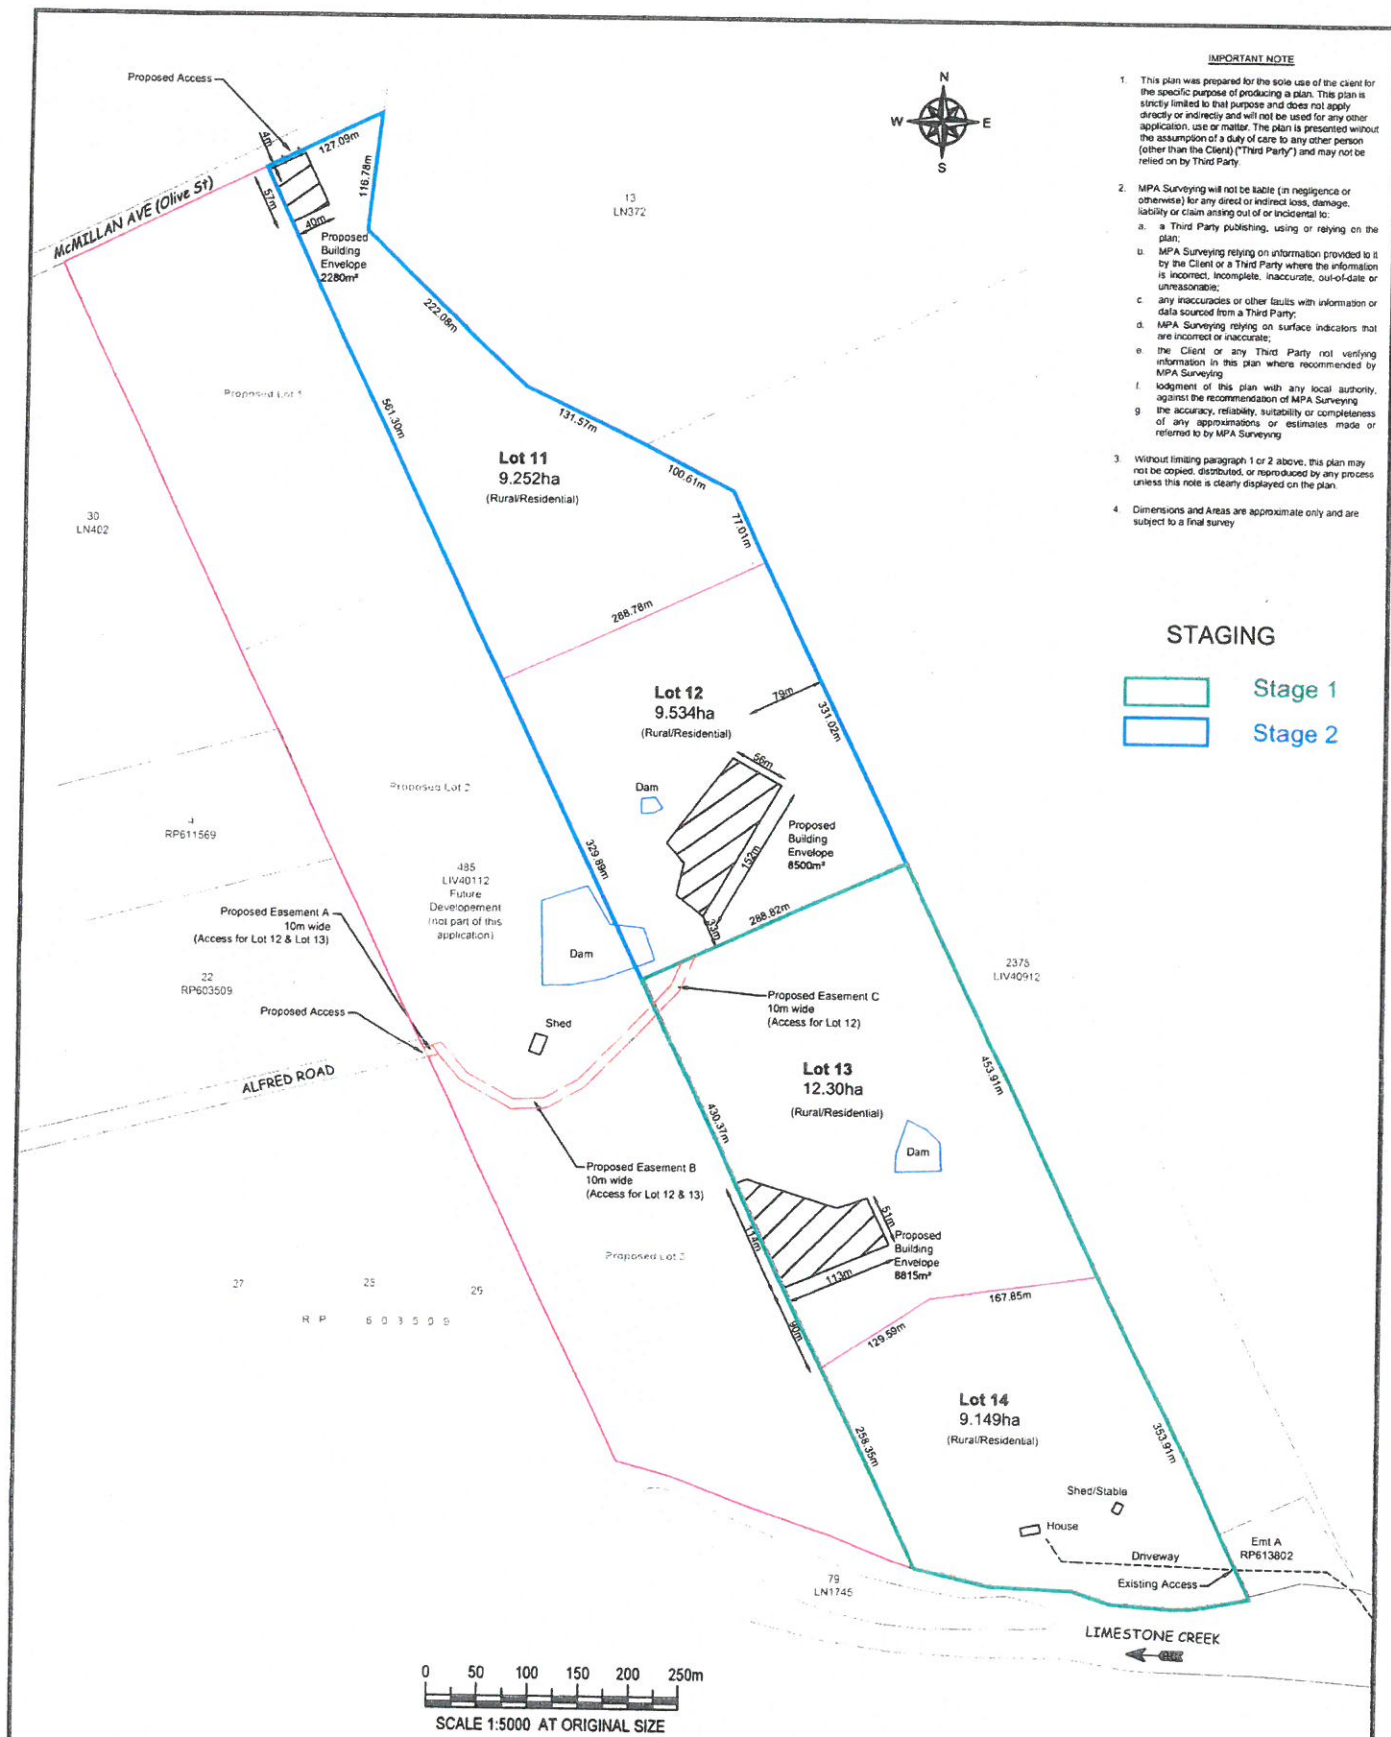 Proposed Access
N
W
E
S
IMPORTANT NOTE
1. This plan was prepared for the sole use of the client for
the specific purpose of producing a plan. This plan is
strictly limited to that purpose and does not apply
directly or indirectly and will not be used for any other
application, use or matter. The plan is presented without
the assumption of a duty of care to any other person
(other than the Client) ("Third Party") and may not be
relied on by Third Party.
2. MPA Surveying will not be liable (in negligence or
otherwise) for any direct or indirect loss, damage,
liability or claim arising out of or incidental to:
a. a Third Party publishing, using or relying on the
plan;
b. MPA Surveying relying on information provided to it
by the Client or a Third Party where the information
is incorrect, incomplete, inaccurate, out-of-date or
unreasonable;
c. any inaccuracies or other faults with information or
data sourced from a Third Party;
d. MPA Surveying relying on surface indicators that
are incorrect or inaccurate;
e. the Client or any Third Party not verifying
information in this plan where recommended by
MPA Surveying
f. lodgment of this plan with any local authority,
against the recommendation of MPA Surveying
g. the accuracy, reliability, suitability or completeness
of any approximations or estimates made or
referred to by MPA Surveying
3. Without limiting paragraph 1 or 2 above, this plan may
not be copied, distributed, or reproduced by any process
unless this note is clearly displayed on the plan.
4. Dimensions and Areas are approximate only and are
subject to a final survey
STAGING
Stage 1
Stage 2
McMILLAN AVE (Olive St)
4m
127.09m
116.78m
57m
40m
Proposed
Building
Envelope
2280m²
13
LN372
222.08m
131.57m
100.61m
77.01m
561.30m
Proposed Lot 1
Lot 11
9.252ha
(Rural/Residential)
30
LN402
288.78m
Lot 12
9.534ha
(Rural/Residential)
79m
331.02m
56m
Dam
152m
Proposed
Building
Envelope
8500m²
Proposed Lot 2
4
RP611569
329.89m
485
LIV40112
Future
Developement
(not part of this
application)
Dam
288.82m
33m
Proposed Easement A
10m wide
(Access for Lot 12 & Lot 13)
22
RP603509
Proposed Access
ALFRED ROAD
Shed
Proposed Easement C
10m wide
(Access for Lot 12)
2375
LIV40912
Lot 13
12.30ha
(Rural/Residential)
453.91m
430.37m
Dam
Proposed Easement B
10m wide
(Access for Lot 12 & 13)
Proposed Lot 3
114m
51m
113m
Proposed
Building
Envelope
8815m²
90m
27
25
26
RP 603509
129.59m
167.85m
Lot 14
9.149ha
(Rural/Residential)
258.35m
353.91m
Shed/Stable
House
Driveway
Emt A
RP613802
Existing Access
79
LN1745
LIMESTONE CREEK
0 50 100 150 200 250m
SCALE 1:5000 AT ORIGINAL SIZE